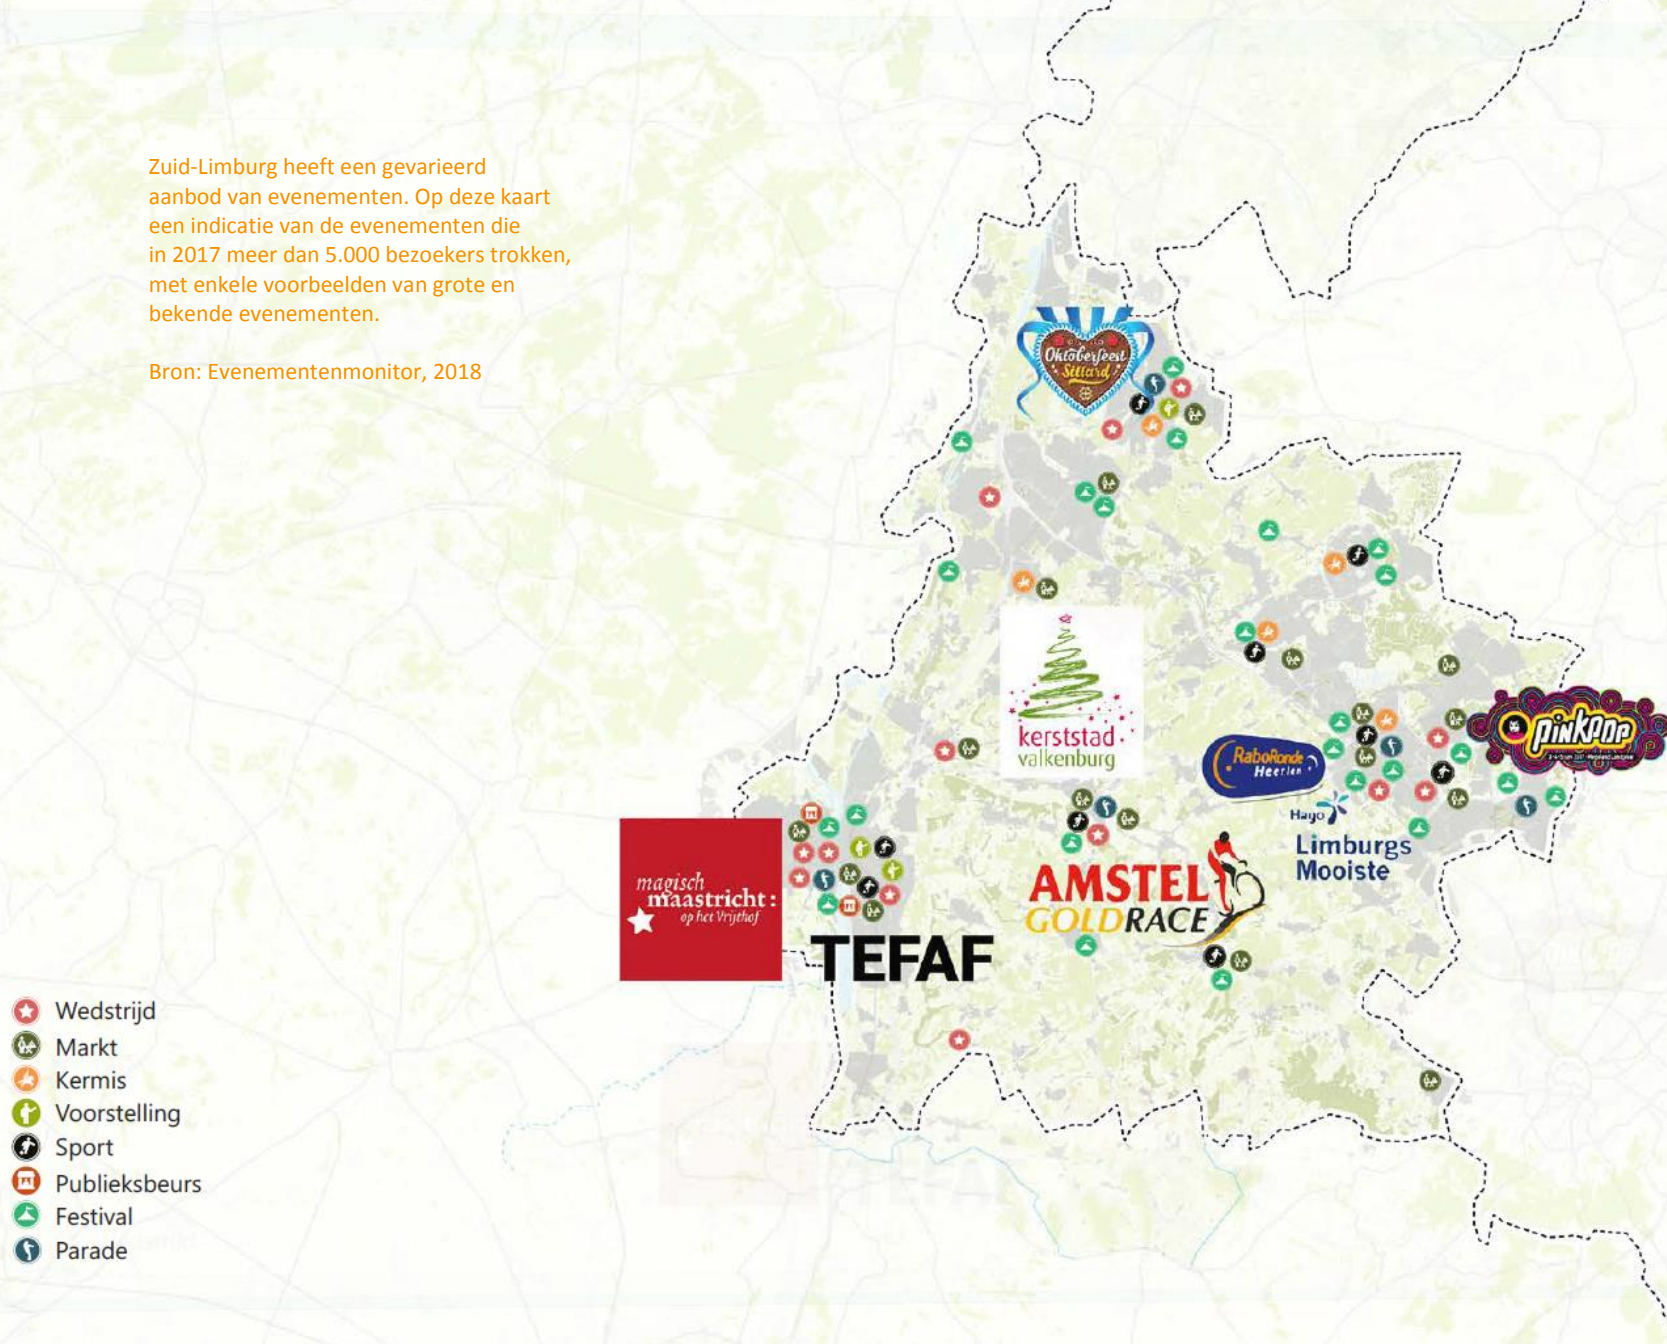 Zuid-Limburg heeft een gevarieerd
aanbod van evenementen. Op deze kaart
een indicatie van de evenementen die
in 2017 meer dan 5.000 bezoekers trokken,
met enkele voorbeelden van grote en
bekende evenementen.
Bron: Evenementenmonitor, 2018
Oktoberfeest
Sittard
kerststad
valkenburg
PINKPOP
RaboRonde
Heerlen
Hago
Limburgs
Mooiste
AMSTEL
GOLDRACE
magisch
maastricht:
op het Vrijthof
TEFAF
Wedstrijd
Markt
Kermis
Voorstelling
Sport
Publieksbeurs
Festival
Parade